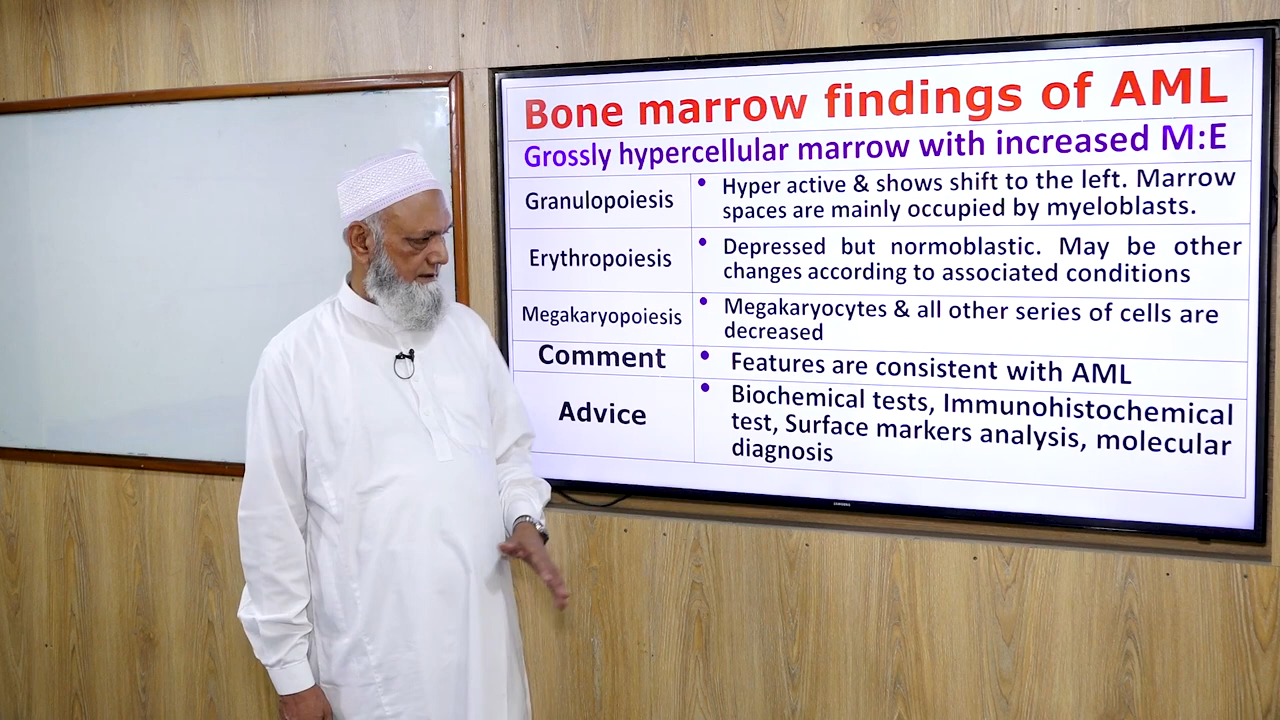 Bone marrow findings of AML
Grossly hypercellular marrow with increased M:E
Granulopoiesis
• Hyper active & shows shift to the left. Marrow
spaces are mainly occupied by myeloblasts.
Erythropoiesis
• Depressed but normoblastic. May be other
changes according to associated conditions
Megakaryopoiesis
• Megakaryocytes & all other series of cells are
decreased
Comment
• Features are consistent with AML
Advice
• Biochemical tests, Immunohistochemical
test, Surface markers analysis, molecular
diagnosis
SAMSUNG